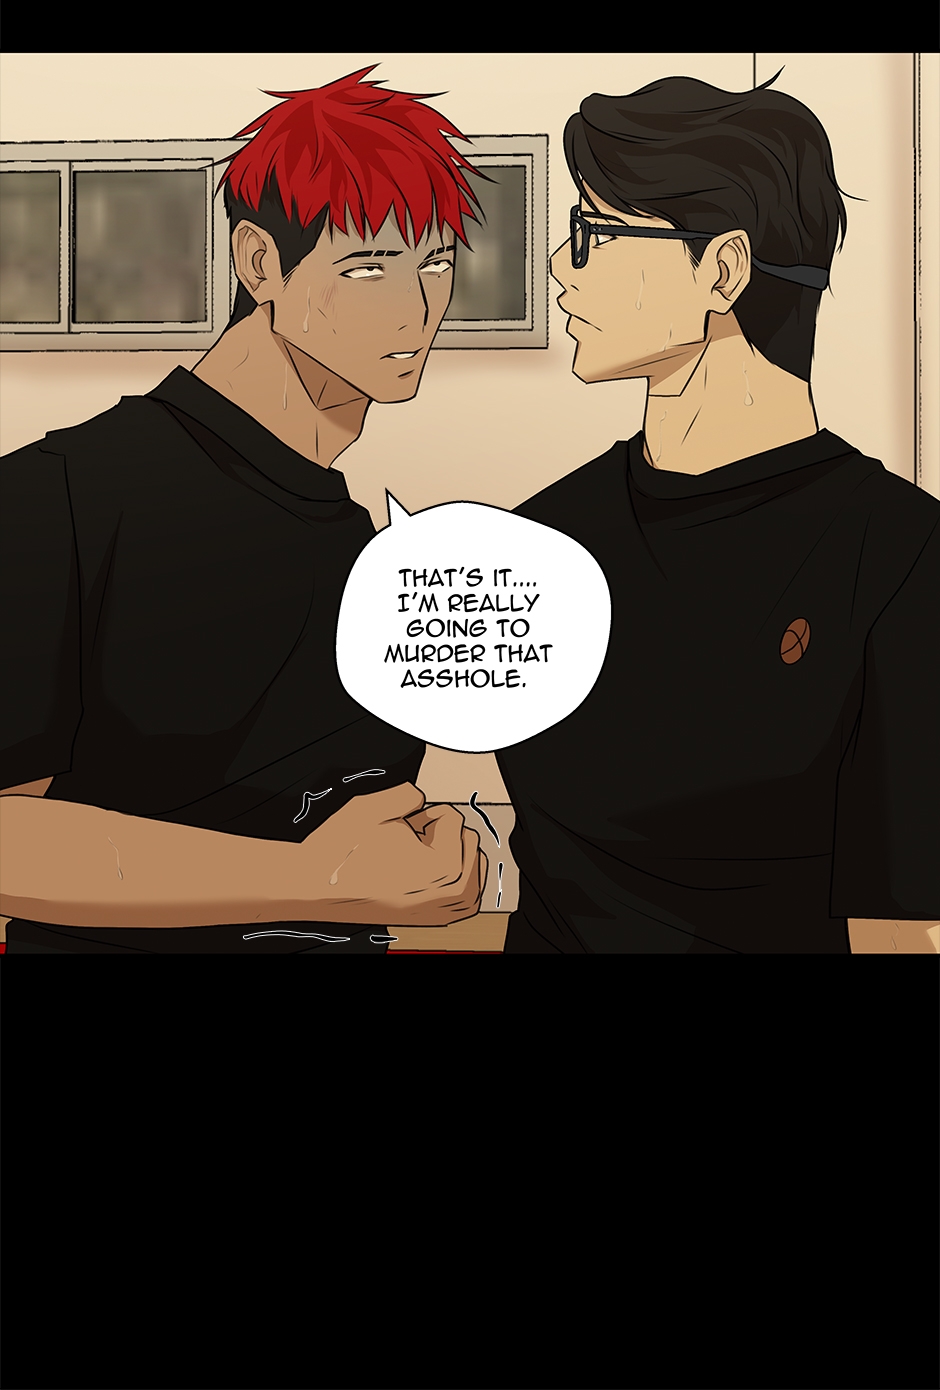 THAT'S IT....
I'M REALLY
GOING TO
MURDER THAT
ASSHOLE.